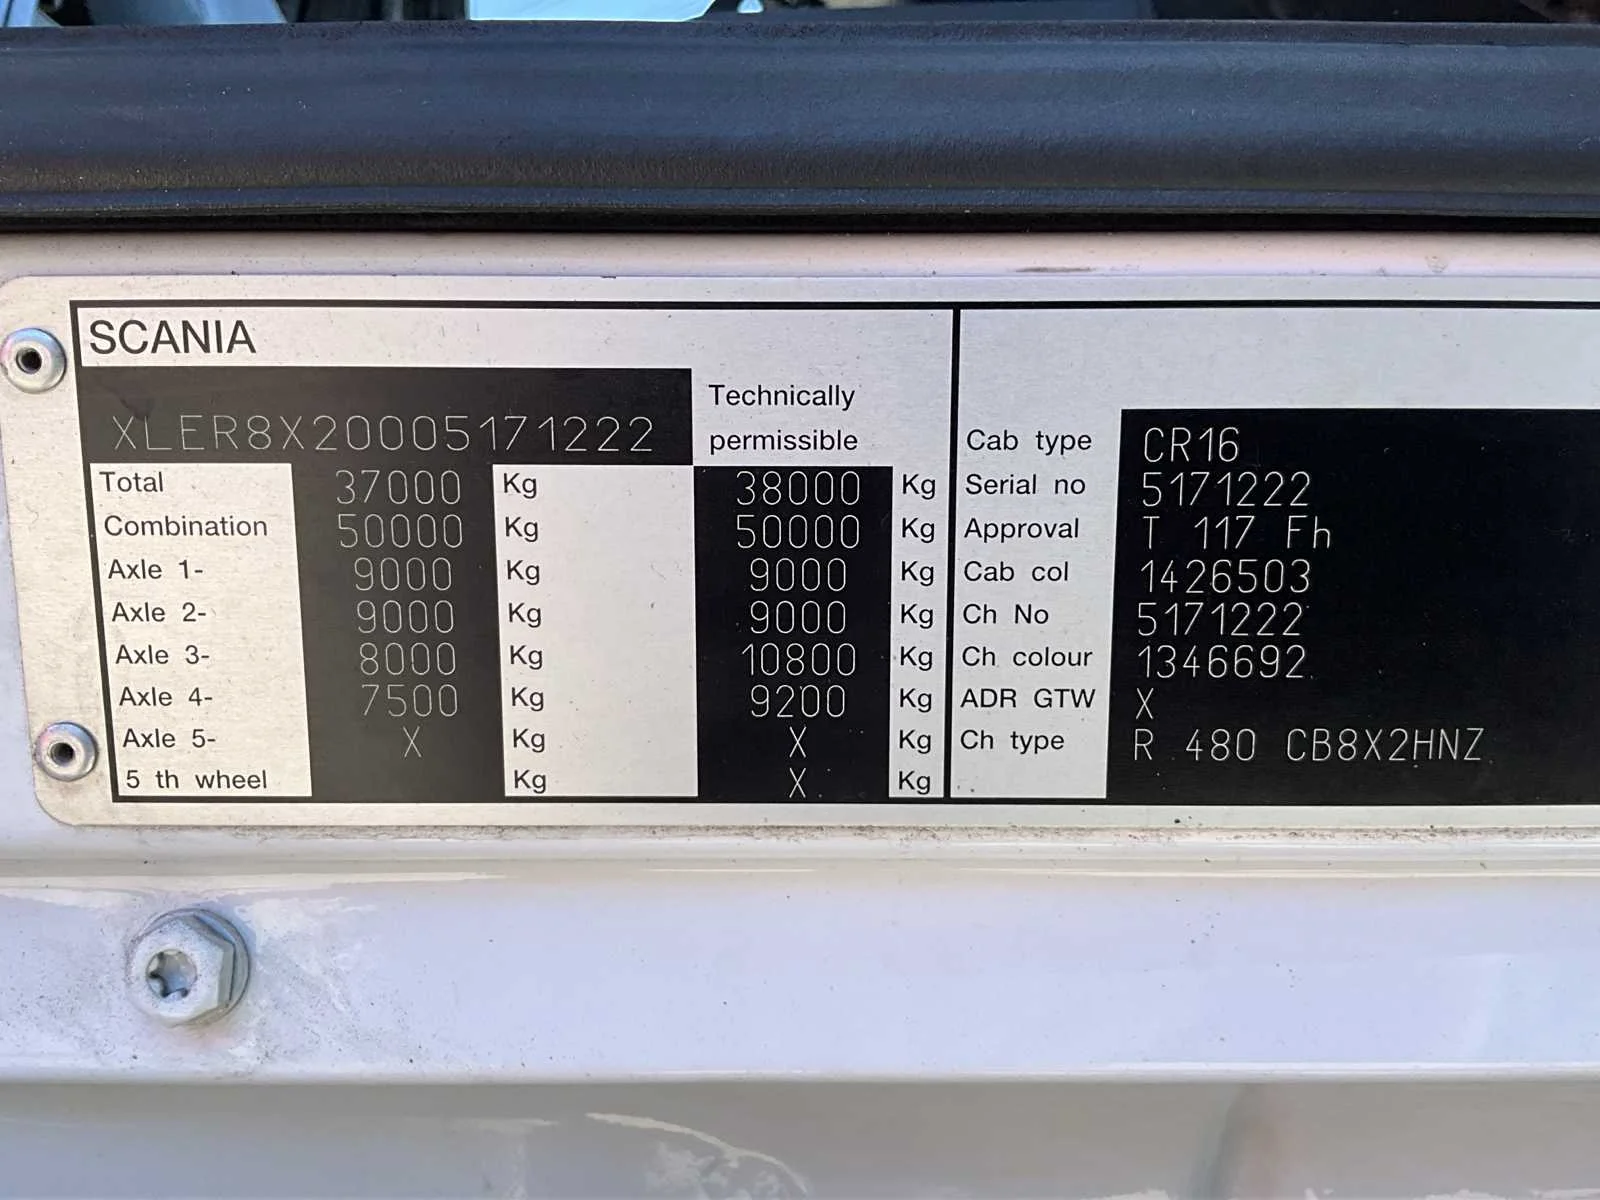 SCANIA
XLER8X20005171222
Technically
permissible
Total 37000 Kg 38000 Kg
Combination 50000 Kg 50000 Kg
Axle 1- 9000 Kg 9000 Kg
Axle 2- 9000 Kg 9000 Kg
Axle 3- 8000 Kg 10800 Kg
Axle 4- 7500 Kg 9200 Kg
Axle 5- X Kg X Kg
5 th wheel Kg X Kg
Cab type CR16
Serial no 5171222
Approval T 117 Fh
Cab col 1426503
Ch No 5171222
Ch colour 1346692
ADR GTW X
Ch type R 480 CB8X2HNZ